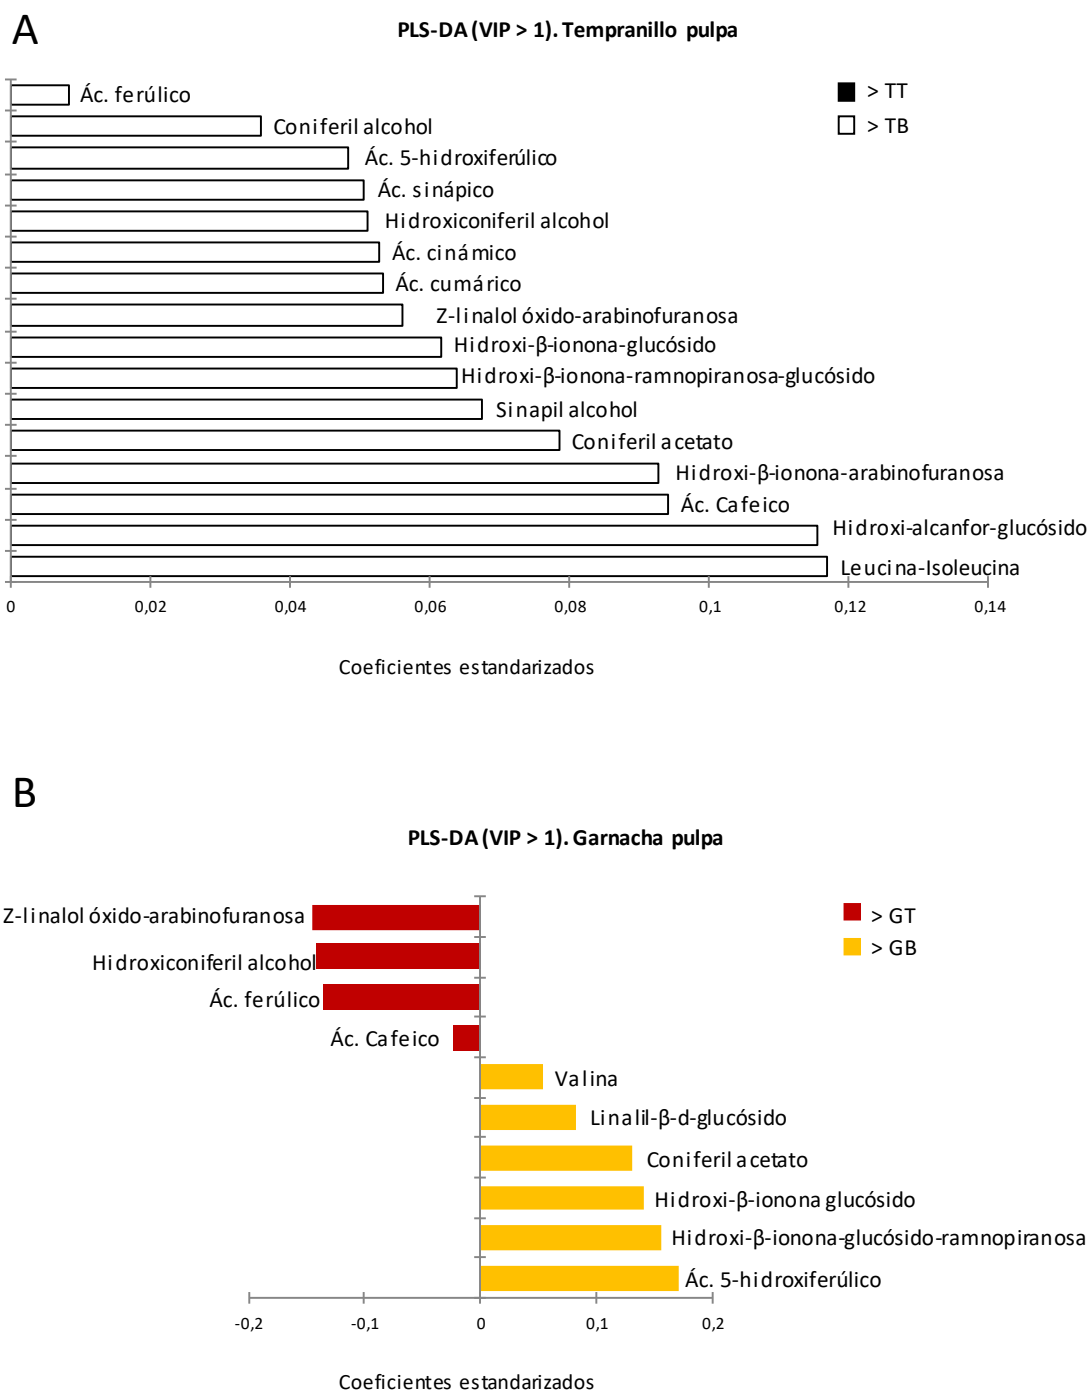 A
PLS-DA (VIP > 1). Tempranillo pulpa
> TT
> TB
Ác. ferúlico
Coniferil alcohol
Ác. 5-hidroxiferúlico
Ác. sinápico
Hidroxiconiferil alcohol
Ác. cinámico
Ác. cumárico
Z-linalol óxido-arabinofuranosa
Hidroxi-β-ionona-glucósido
Hidroxi-β-ionona-ramnopiranosa-glucósido
Sinapil alcohol
Coniferil acetato
Hidroxi-β-ionona-arabinofuranosa
Ác. Cafeico
Hidroxi-alcanfor-glucósido
Leucina-Isoleucina
0 0,02 0,04 0,06 0,08 0,1 0,12 0,14
Coeficientes estandarizados
B
PLS-DA (VIP > 1). Garnacha pulpa
> GT
> GB
Z-linalol óxido-arabinofuranosa
Hidroxiconiferil alcohol
Ác. ferúlico
Ác. Cafeico
Valina
Linalil-β-d-glucósido
Coniferil acetato
Hidroxi-β-ionona glucósido
Hidroxi-β-ionona-glucósido-ramnopiranosa
Ác. 5-hidroxiferúlico
-0,2 -0,1 0 0,1 0,2
Coeficientes estandarizados